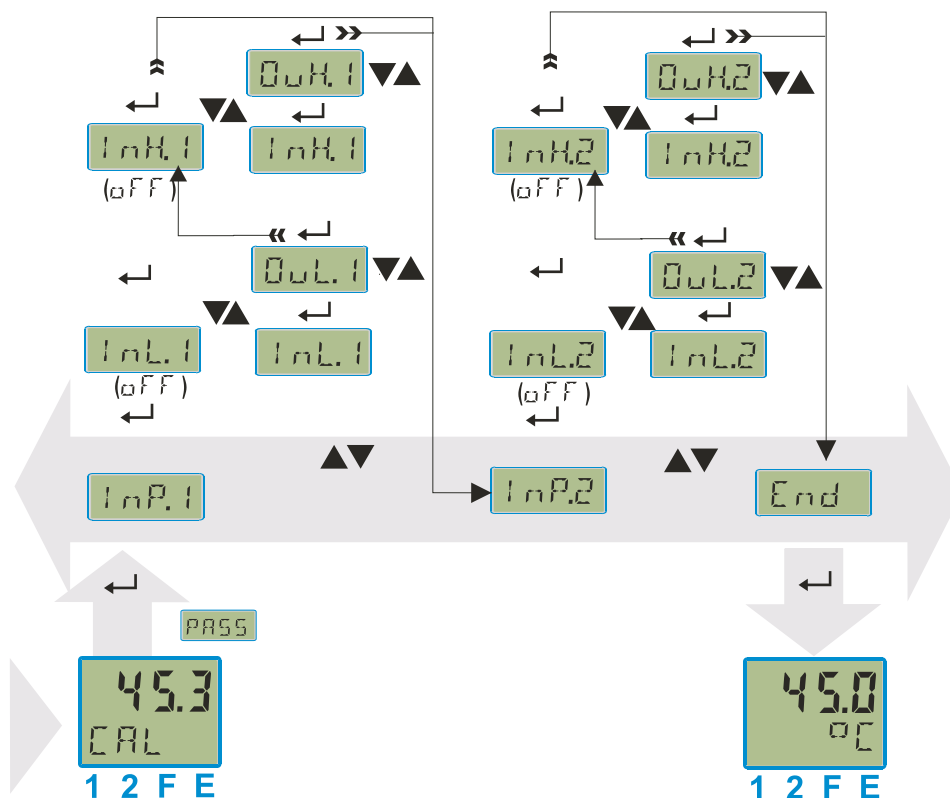 OuH.1
OuH.2
InH.1
InH.1
InH.2
InH.2
(oFF)
(oFF)
OuL.1
OuL.2
InL.1
InL.1
InL.2
InL.2
(oFF)
(oFF)
InP.1
InP.2
End
PASS
45.3
CAL
1 2 F E
45.0
°C
1 2 F E